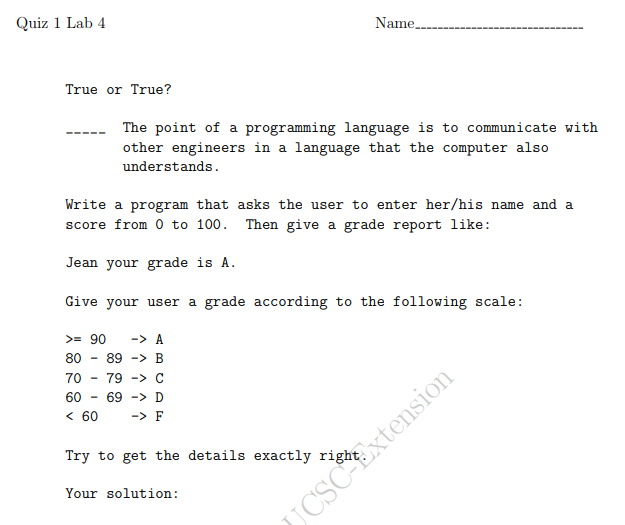 Quiz 1 Lab 4 Name______________________________
True or True?
_____ The point of a programming language is to communicate with
other engineers in a language that the computer also
understands.
Write a program that asks the user to enter her/his name and a
score from 0 to 100. Then give a grade report like:
Jean your grade is A.
Give your user a grade according to the following scale:
>= 90 -> A
80 - 89 -> B
70 - 79 -> C
60 - 69 -> D
< 60 -> F
Try to get the details exactly right.
Your solution:
UCSC-Extension